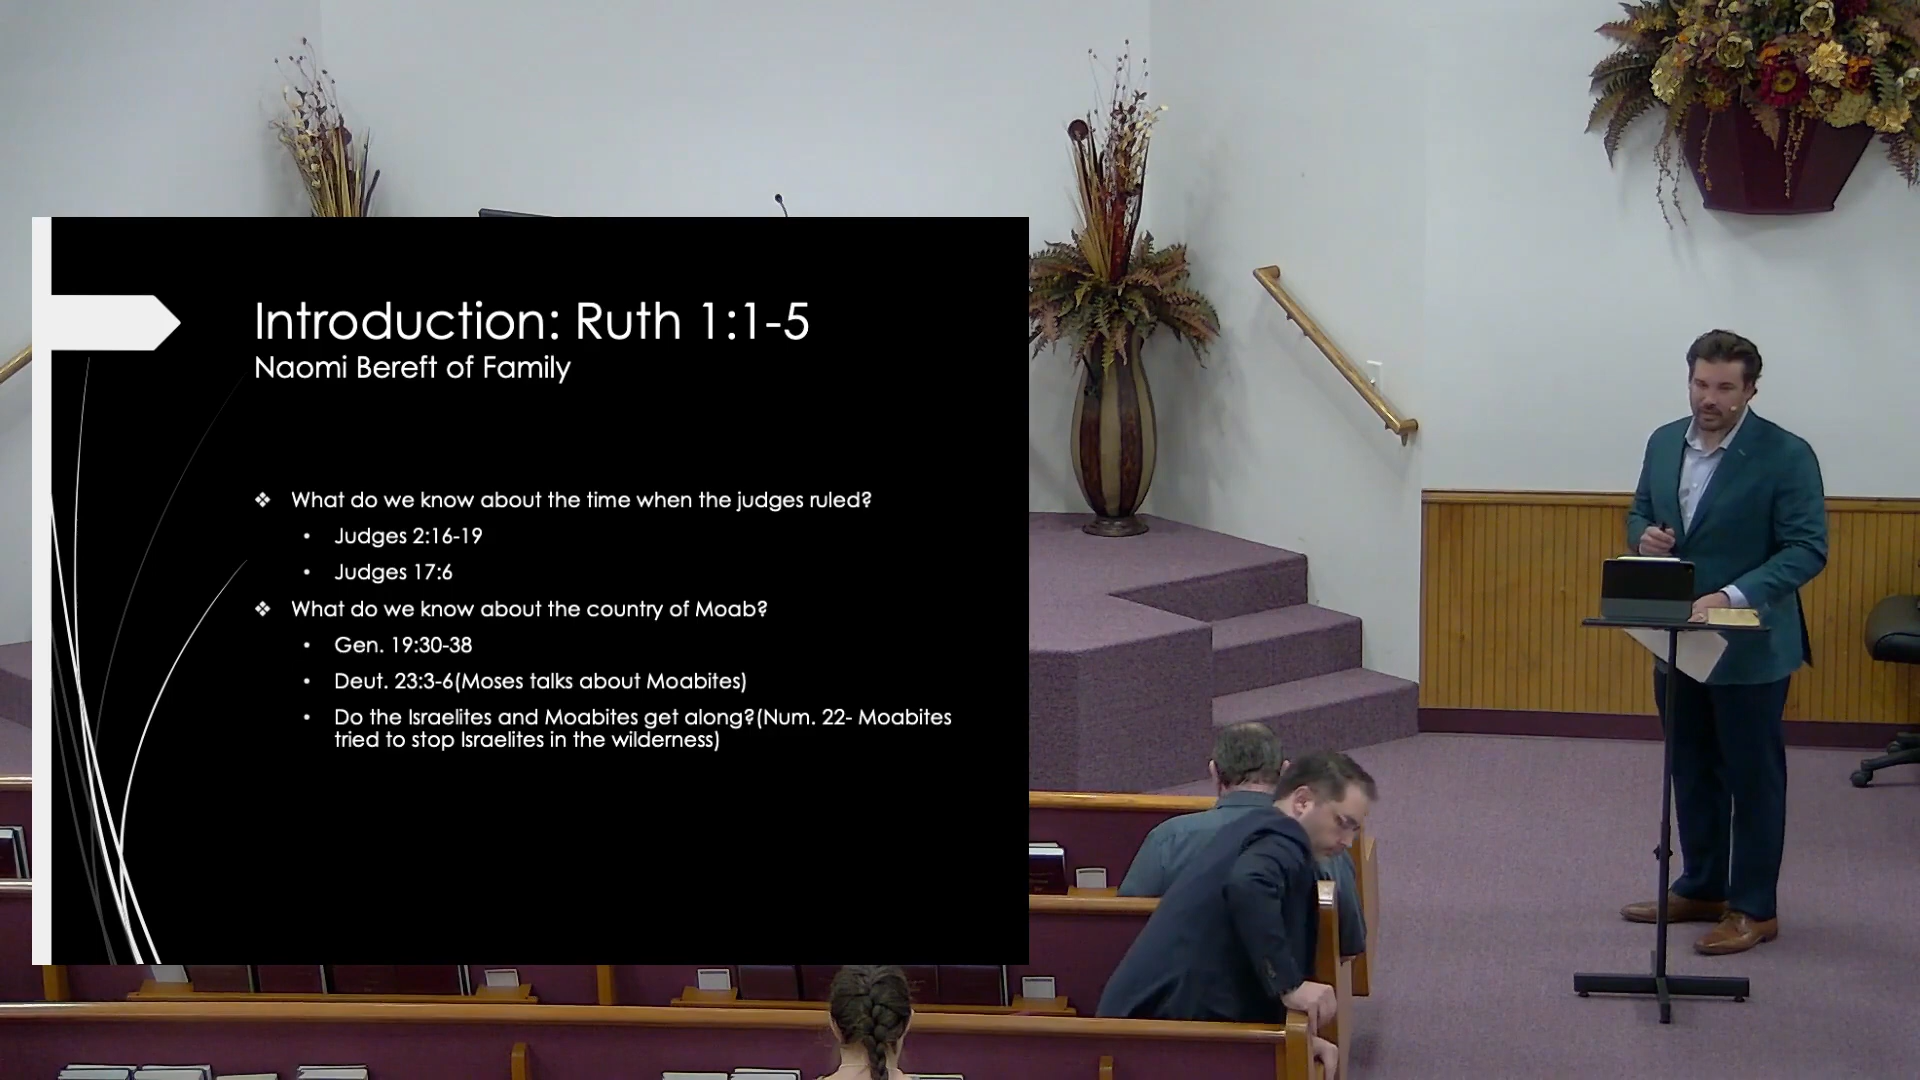 Introduction: Ruth 1:1-5
Naomi Bereft of Family
❖ What do we know about the time when the judges ruled?
• Judges 2:16-19
• Judges 17:6
❖ What do we know about the country of Moab?
• Gen. 19:30-38
• Deut. 23:3-6(Moses talks about Moabites)
• Do the Israelites and Moabites get along?(Num. 22- Moabites
tried to stop Israelites in the wilderness)